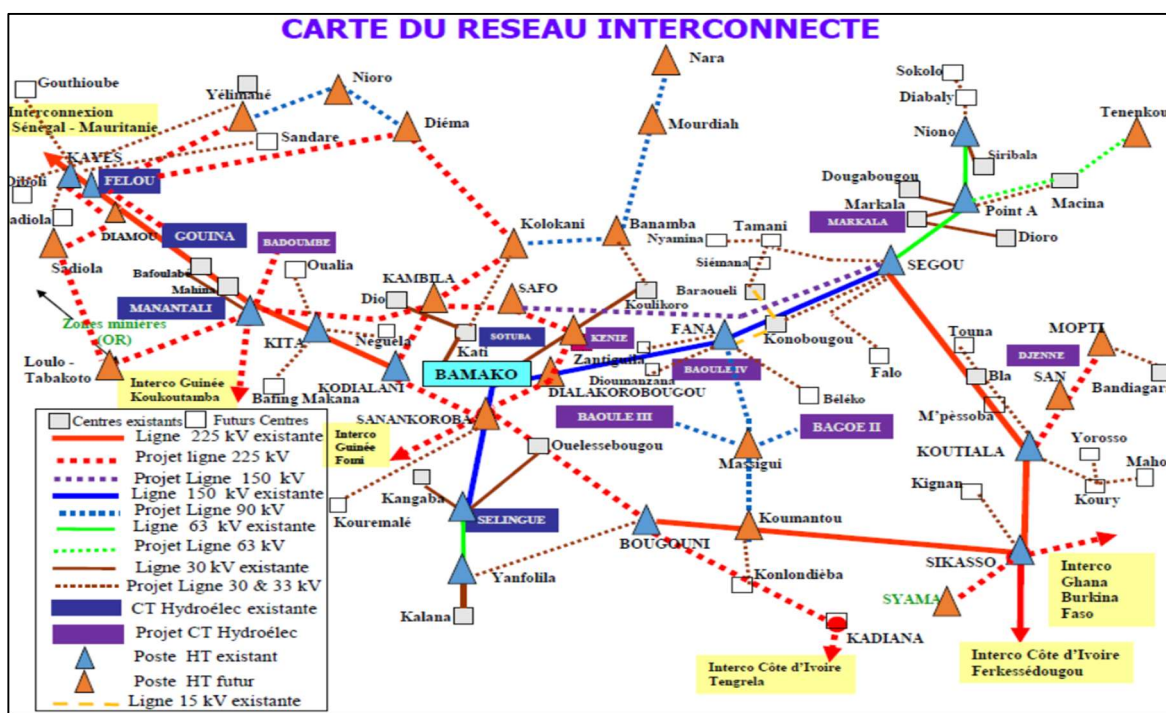 CARTE DU RESEAU INTERCONNECTE
Gouthioube
Yélimané
Nioro
Nara
Sokolo
Diabaly
Tenenkou
Interconnexion
Sénégal - Mauritanie
Sandare
Diéma
Mourdiah
Niono
Siribala
KAYES
FELOU
Dougabougou
Markala
Macina
Diboli
adiola
DIAMOU
Kolokani
Banamba
Tamani
Nyamina
MARKALA
Point A
Dioro
GOUINA
BADOUMBE
Sadiola
Bafoulabé
Oualia
KAMBILA
SAFO
Siémana
SEGOU
Mahina
MANANTALI
Dio
Koulikoro
Baraoueli
Zones minières
(OR)
KITA
Néguela
Kati
SOTUBA
KENIE
FANA
Konobougou
Touna
MOPTI
Zantiguila
DJENNE
Loulo -
Tabakoto
BAMAKO
Dioumanzana
BAOULE IV
Falo
Bla
SAN
Bandiagara
Interco Guinée
Koukoutamba
Bafing Makana
KODIALANI
DIALAKOROBOUGOU
Béléko
M'pèssoba
SANANKOROBA
BAOULE III
BAGOE II
KOUTIALA
Yorosso
Interco
Guinée
Fomi
Ouelessebougou
Massigui
Maho
Kangaba
Kignan
Koury
Kouremalé
SELINGUE
BOUGOUNI
Koumantou
SIKASSO
Yanfolila
Konlondièba
Interco
Ghana
Burkina
Faso
Kalana
SYAMA
KADIANA
Interco Côte d'Ivoire
Tengrela
Interco Côte d'Ivoire
Ferkessédougou
Centres existants
Futurs Centres
Ligne 225 kV existante
Projet ligne 225 kV
Projet Ligne 150 kV
Ligne 150 kV existante
Projet Ligne 90 kV
Ligne 63 kV existante
Projet Ligne 63 kV
Ligne 30 kV existante
Projet Ligne 30 & 33 kV
CT Hydroélec existante
Projet CT Hydroélec
Poste HT existant
Poste HT futur
Ligne 15 kV existante